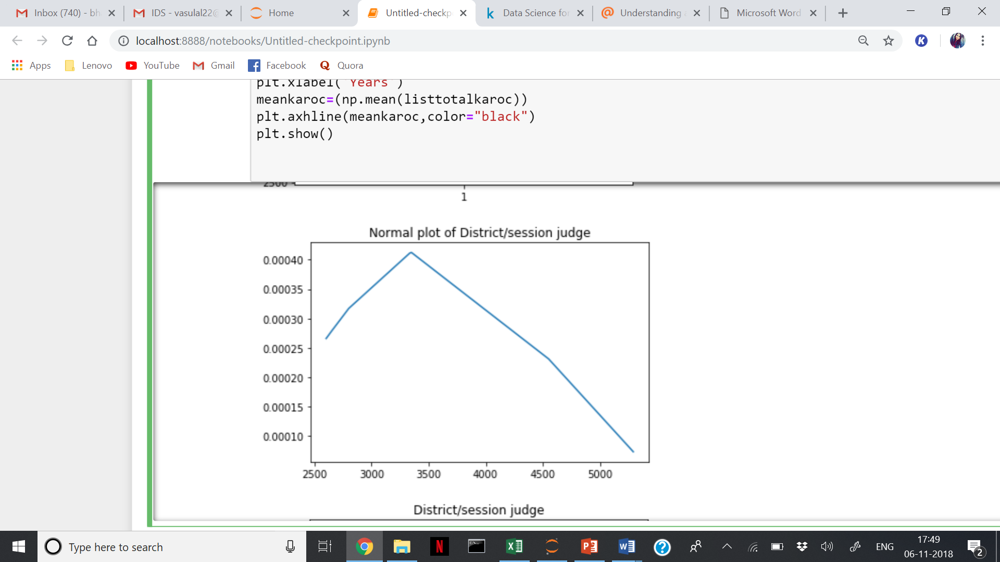 Inbox (740) - bh
IDS - vasulal22@
Home
Untitled-checkp
Data Science for
Understanding a
Microsoft Word
localhost:8888/notebooks/Untitled-checkpoint.ipynb
K
Apps
Lenovo
YouTube
Gmail
Facebook
Quora
plt.xlabel("Years")
meankaroc=(np.mean(listtotalkaroc))
plt.axhline(meankaroc,color="black")
plt.show()
2500
1
Normal plot of District/session judge
0.00040
0.00035
0.00030
0.00025
0.00020
0.00015
0.00010
2500 3000 3500 4000 4500 5000
District/session judge
Type here to search
ENG
17:49
06-11-2018
2